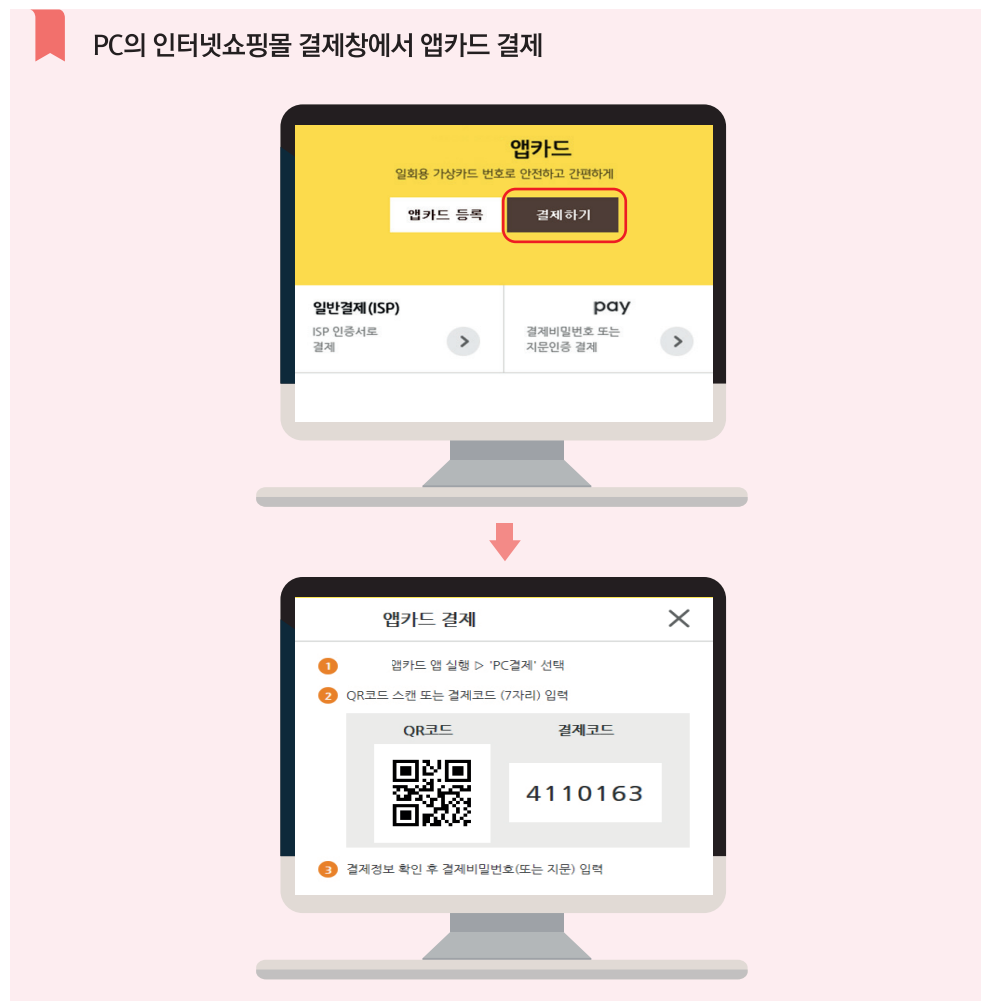 PC의 인터넷쇼핑몰 결제창에서 앱카드 결제
앱카드
일회용 가상카드 번호로 안전하고 간편하게
앱카드 등록
결제하기
일반결제(ISP)
ISP 인증서로
결제
pay
결제비밀번호 또는
지문인증 결제
앱카드 결제
1 앱카드 앱 실행 ▷ 'PC결제' 선택
2 QR코드 스캔 또는 결제코드 (7자리) 입력
QR코드
결제코드
4110163
3 결제정보 확인 후 결제비밀번호(또는 지문) 입력